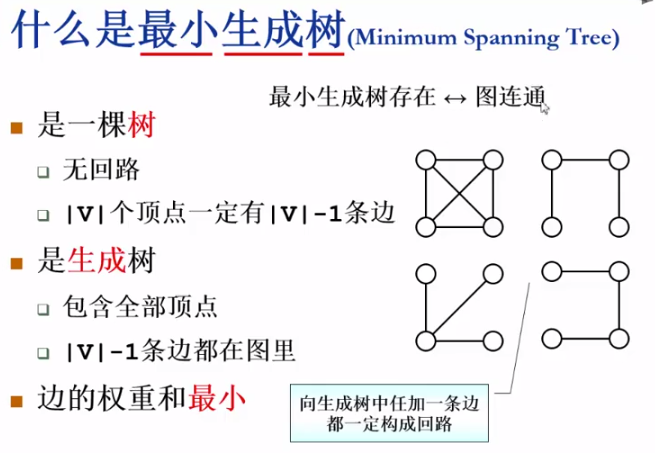 什么是最小生成树(Minimum Spanning Tree)
最小生成树存在 ↔ 图连通
是一棵树
无回路
|V|个顶点一定有|V|-1条边
是生成树
包含全部顶点
|V|-1条边都在图里
边的权重和最小
向生成树中任加一条边
都一定构成回路